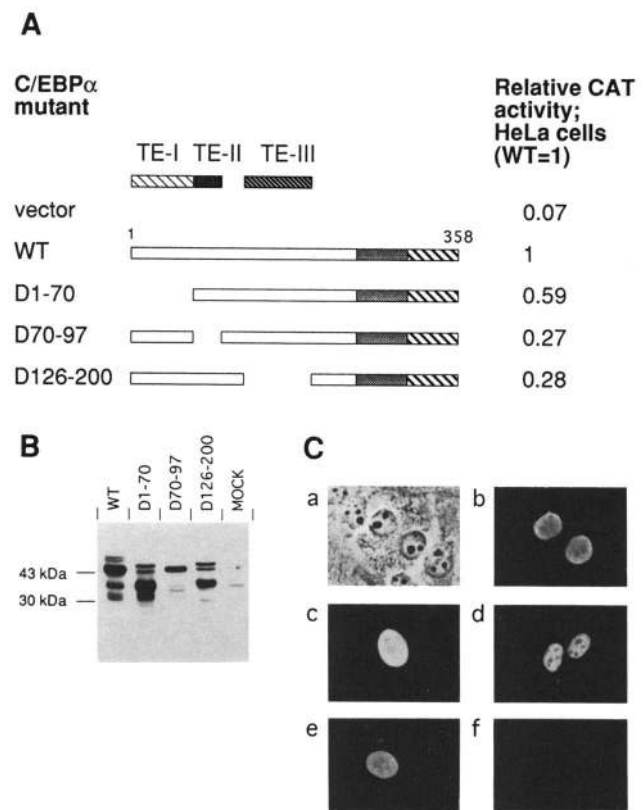 A
C/EBPα
mutant
Relative CAT
activity;
HeLa cells
(WT=1)
TE-I TE-II TE-III
vector 0.07
1 358
WT 1
D1-70 0.59
D70-97 0.27
D126-200 0.28
B
WT D1-70 D70-97 D126-200 MOCK
43 kDa
30 kDa
C
a b
c d
e f